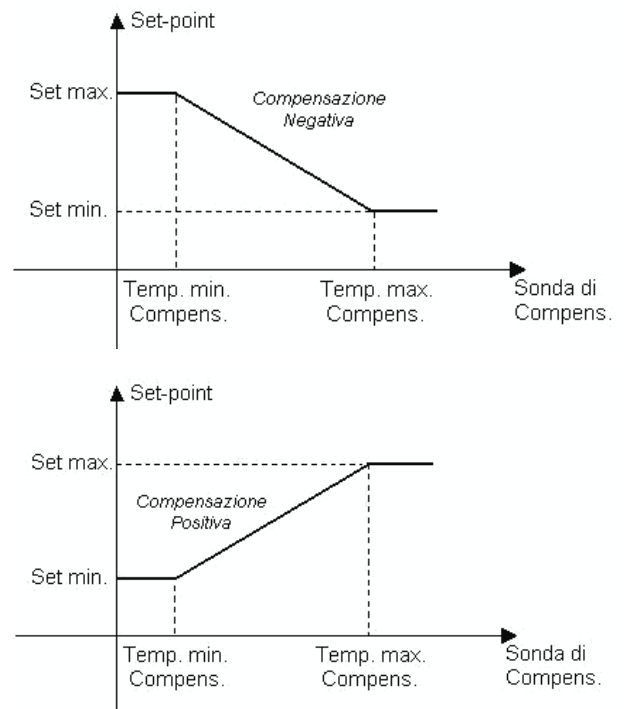 Set-point
Set max.
Compensazione
Negativa
Set min.
Temp. min.
Compens.
Temp. max.
Compens.
Sonda di
Compens.
Set-point
Set max.
Compensazione
Positiva
Set min.
Temp. min.
Compens.
Temp. max.
Compens.
Sonda di
Compens.